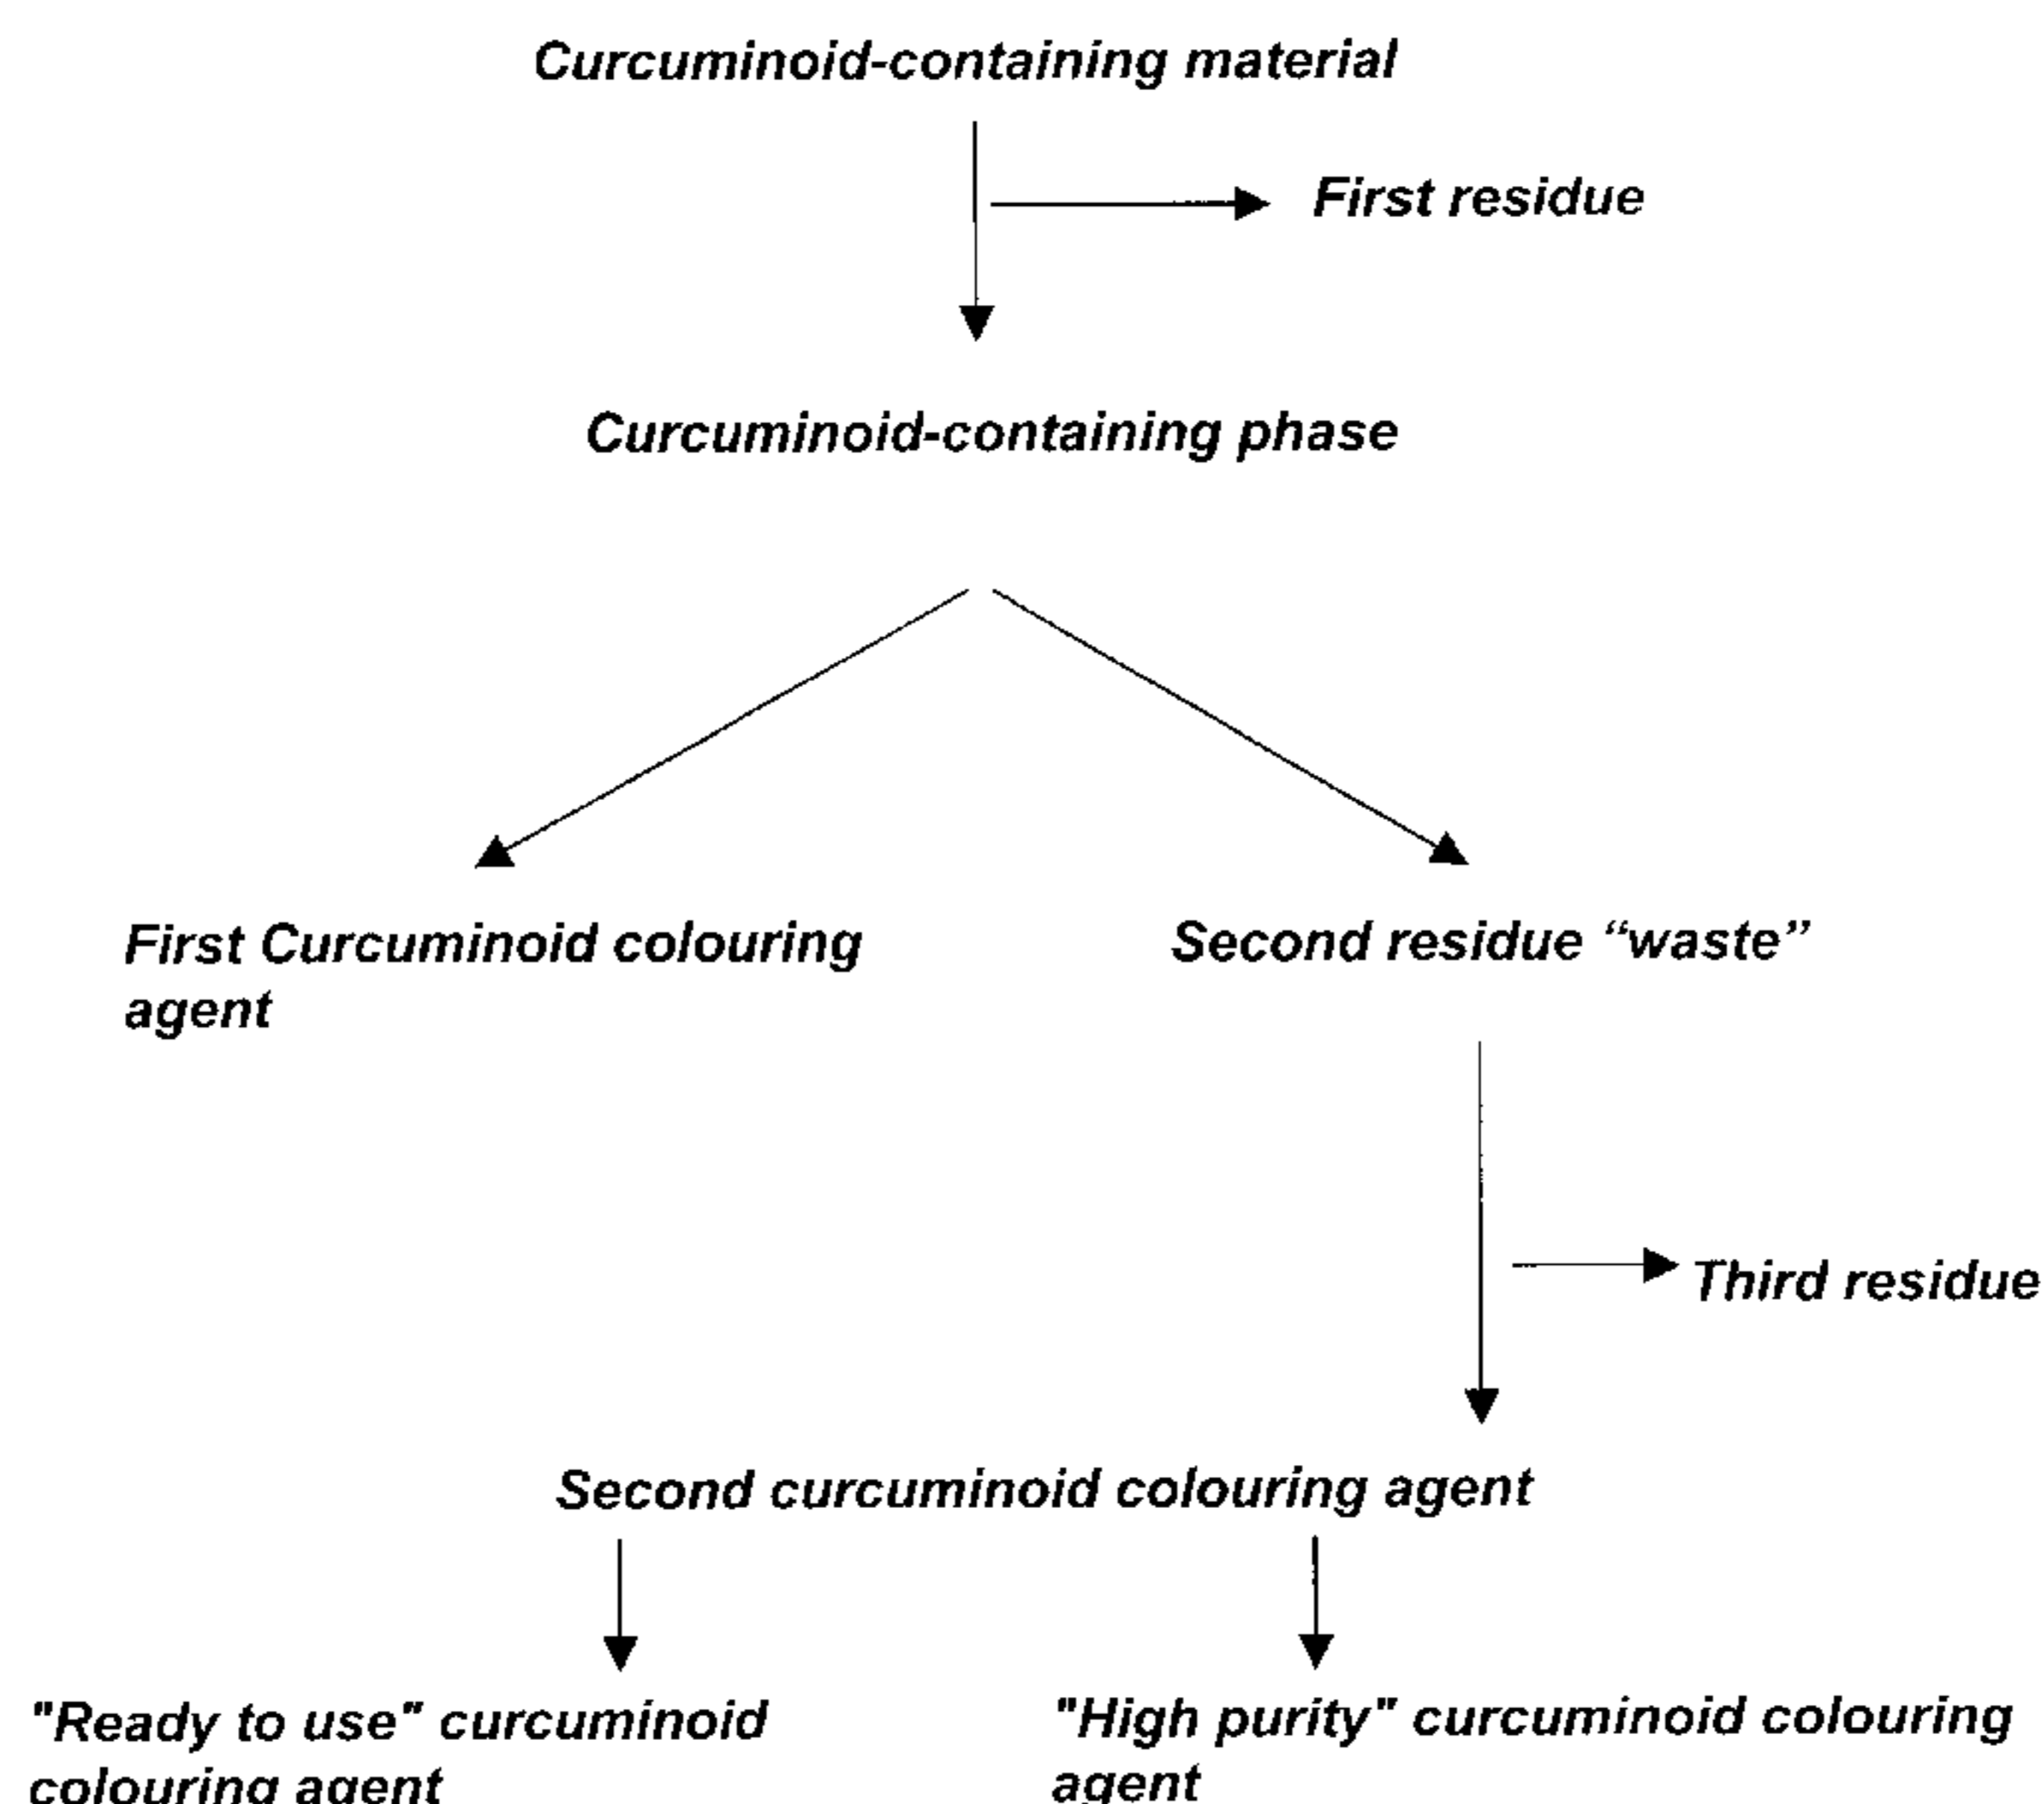 Curcuminoid-containing material
First residue
Curcuminoid-containing phase
First Curcuminoid colouring
agent
Second residue “waste”
Third residue
Second curcuminoid colouring agent
"Ready to use" curcuminoid
colouring agent
"High purity" curcuminoid colouring
agent